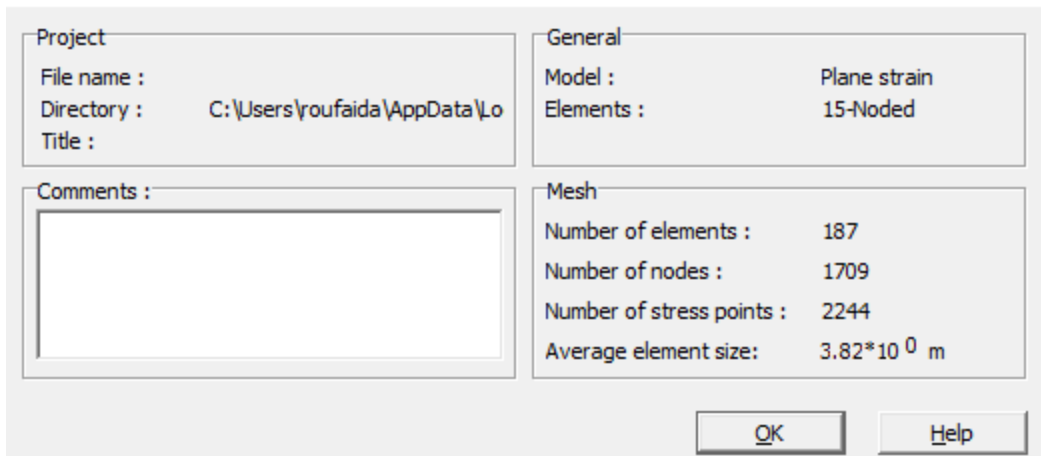 Project
File name :
Directory : C:\Users\roufaida\AppData\Lo
Title :
General
Model : Plane strain
Elements : 15-Noded
Comments :
Mesh
Number of elements : 187
Number of nodes : 1709
Number of stress points : 2244
Average element size: 3.82*10 0 m
OK Help